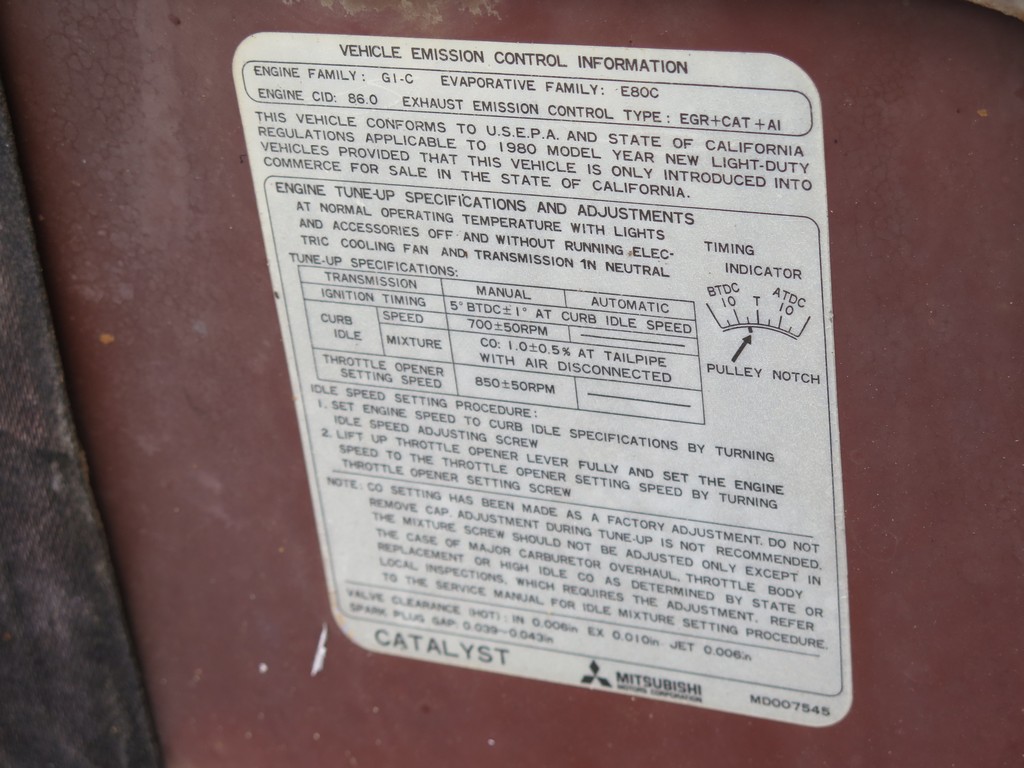 VEHICLE EMISSION CONTROL INFORMATION
ENGINE FAMILY: G1-C EVAPORATIVE FAMILY: E80C
ENGINE CID: 86.0 EXHAUST EMISSION CONTROL TYPE: EGR+CAT+AI
THIS VEHICLE CONFORMS TO U.S.E.P.A. AND STATE OF CALIFORNIA
REGULATIONS APPLICABLE TO 1980 MODEL YEAR NEW LIGHT-DUTY
VEHICLES PROVIDED THAT THIS VEHICLE IS ONLY INTRODUCED INTO
COMMERCE FOR SALE IN THE STATE OF CALIFORNIA.
ENGINE TUNE-UP SPECIFICATIONS AND ADJUSTMENTS
AT NORMAL OPERATING TEMPERATURE WITH LIGHTS
AND ACCESSORIES OFF AND WITHOUT RUNNING ELEC-
TRIC COOLING FAN AND TRANSMISSION IN NEUTRAL
TUNE-UP SPECIFICATIONS:
TRANSMISSION MANUAL AUTOMATIC
IGNITION TIMING 5° BTDC±1° AT CURB IDLE SPEED
CURB IDLE SPEED 700±50RPM
MIXTURE CO: 1.0±0.5% AT TAILPIPE
WITH AIR DISCONNECTED
THROTTLE OPENER
SETTING SPEED 850±50RPM
TIMING
INDICATOR
BTDC ATDC
10 T 10
PULLEY NOTCH
IDLE SPEED SETTING PROCEDURE:
1. SET ENGINE SPEED TO CURB IDLE SPECIFICATIONS BY TURNING
IDLE SPEED ADJUSTING SCREW
2. LIFT UP THROTTLE OPENER LEVER FULLY AND SET THE ENGINE
SPEED TO THE THROTTLE OPENER SETTING SPEED BY TURNING
THROTTLE OPENER SETTING SCREW
NOTE: CO SETTING HAS BEEN MADE AS A FACTORY ADJUSTMENT. DO NOT
REMOVE CAP. ADJUSTMENT DURING TUNE-UP IS NOT RECOMMENDED.
THE MIXTURE SCREW SHOULD NOT BE ADJUSTED ONLY EXCEPT IN
THE CASE OF MAJOR CARBURETOR OVERHAUL, THROTTLE BODY
REPLACEMENT OR HIGH IDLE CO AS DETERMINED BY STATE OR
LOCAL INSPECTIONS, WHICH REQUIRES THE ADJUSTMENT. REFER
TO THE SERVICE MANUAL FOR IDLE MIXTURE SETTING PROCEDURE.
VALVE CLEARANCE (HOT): IN 0.006in EX 0.010in JET 0.006in
SPARK PLUG GAP: 0.039~0.043in
CATALYST
MITSUBISHI
MOTORS CORPORATION
MD007545